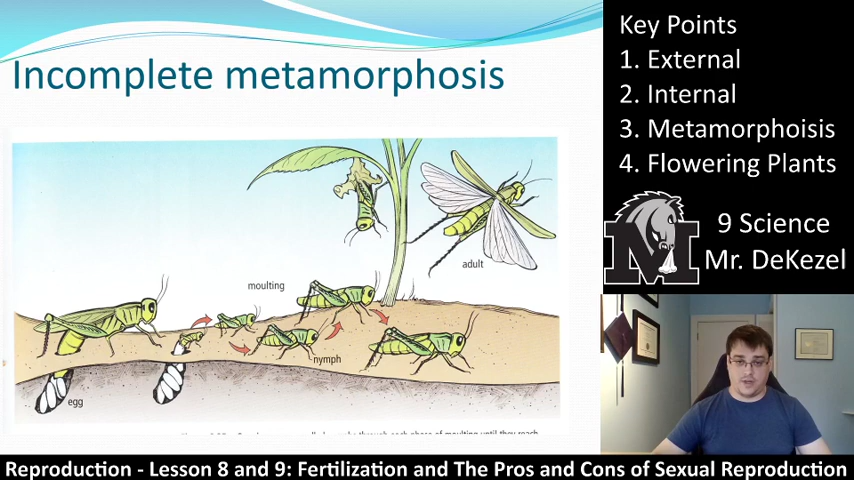 Incomplete metamorphosis
adult
moulting
nymph
egg
Key Points
1. External
2. Internal
3. Metamorphoisis
4. Flowering Plants
M
9 Science
Mr. DeKezel
Reproduction - Lesson 8 and 9: Fertilization and The Pros and Cons of Sexual Reproduction